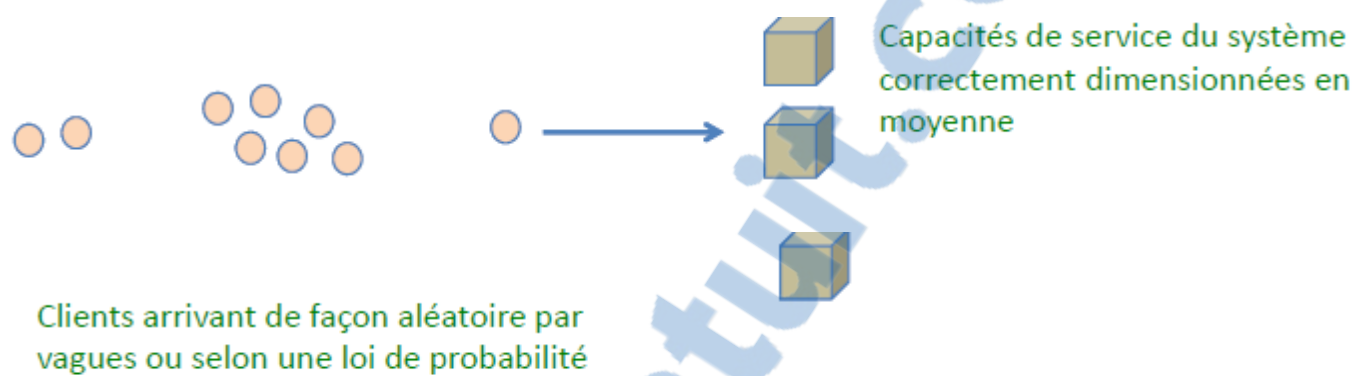 Capacités de service du système
correctement dimensionnées en
moyenne
Clients arrivant de façon aléatoire par
vagues ou selon une loi de probabilité